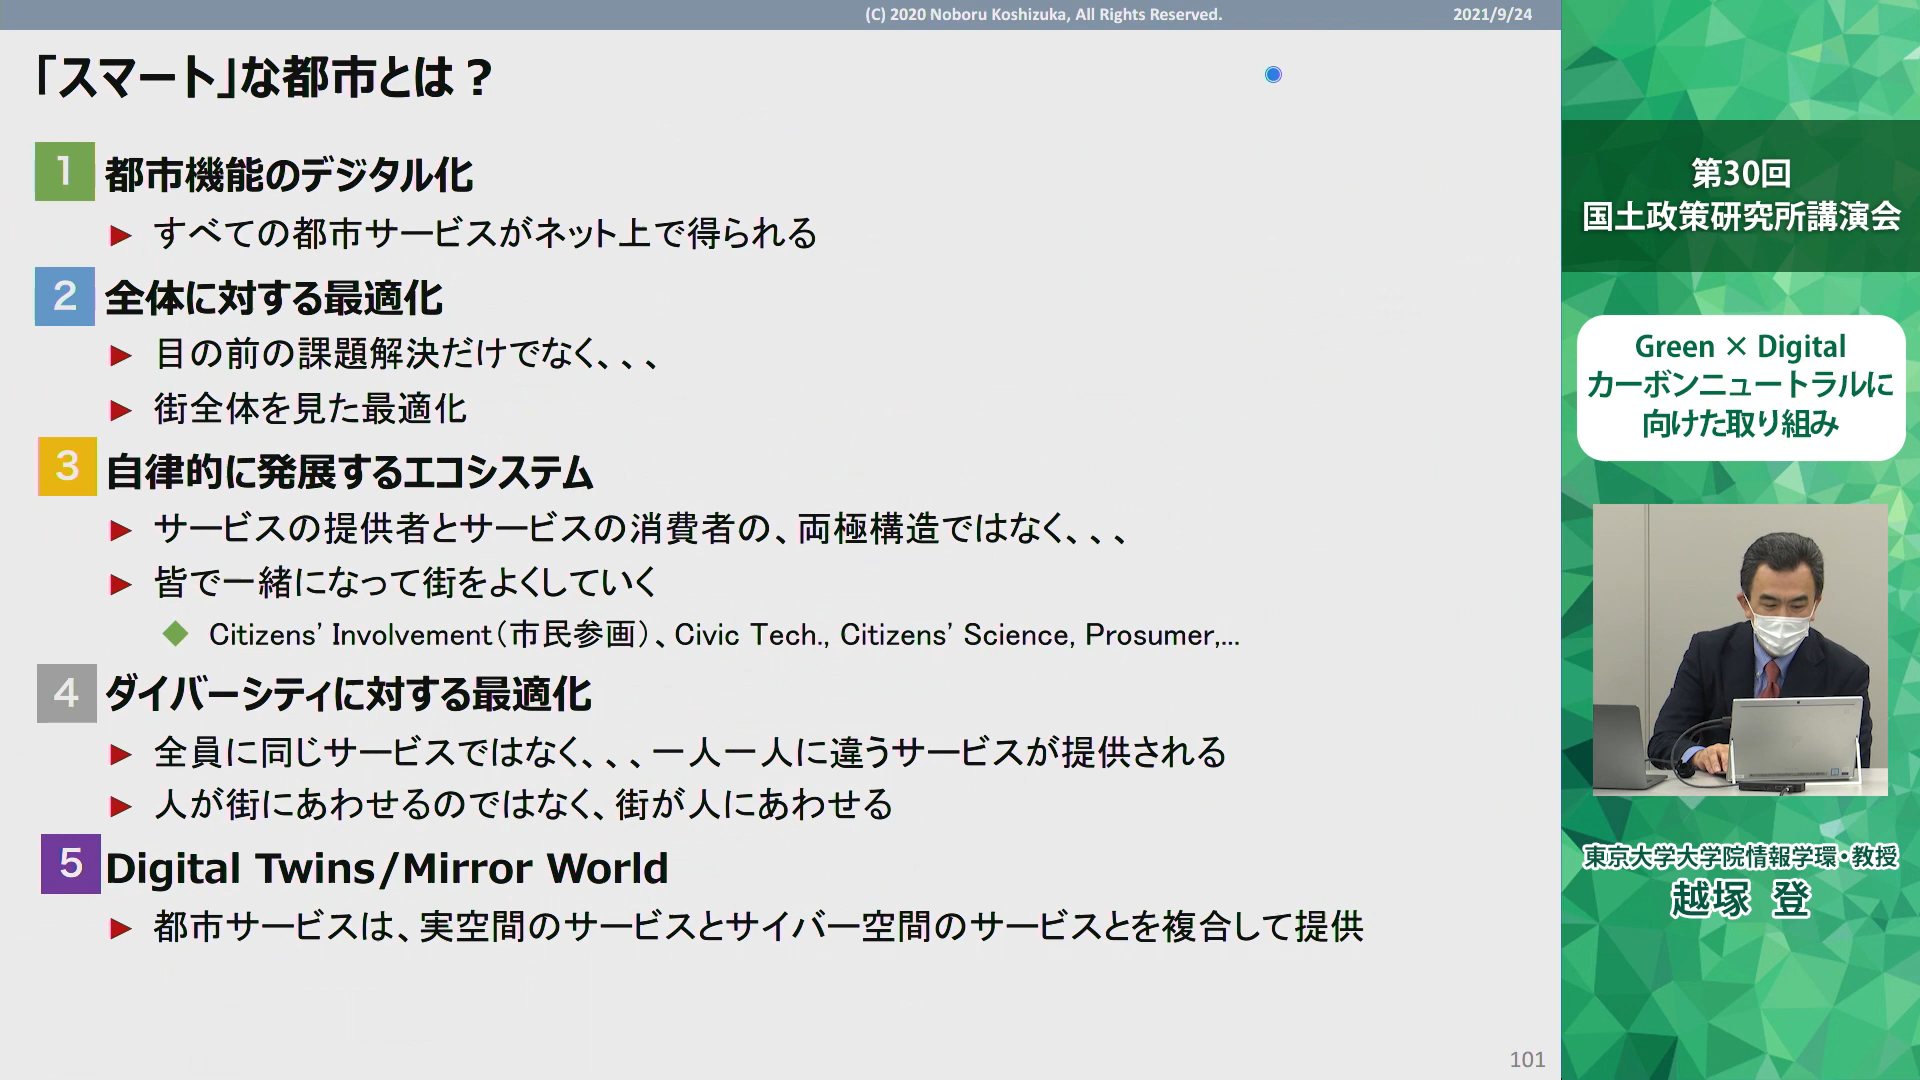 (C) 2020 Noboru Koshizuka, All Rights Reserved.
2021/9/24
「スマート」な都市とは？
1 都市機能のデジタル化
すべての都市サービスがネット上で得られる
2 全体に対する最適化
目の前の課題解決だけでなく、、、
街全体を見た最適化
3 自律的に発展するエコシステム
サービスの提供者とサービスの消費者の、両極構造ではなく、、、
皆で一緒になって街をよくしていく
Citizens' Involvement（市民参画）、Civic Tech., Citizens' Science, Prosumer,...
4 ダイバーシティに対する最適化
全員に同じサービスではなく、、、一人一人に違うサービスが提供される
人が街にあわせるのではなく、街が人にあわせる
5 Digital Twins/Mirror World
都市サービスは、実空間のサービスとサイバー空間のサービスとを複合して提供
101
第30回
国土政策研究所講演会
Green × Digital
カーボンニュートラルに
向けた取り組み
東京大学大学院情報学環・教授
越塚 登